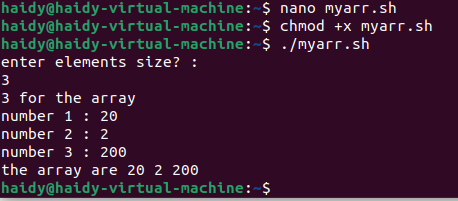 haidy@haidy-virtual-machine:~$ nano myarr.sh
haidy@haidy-virtual-machine:~$ chmod +x myarr.sh
haidy@haidy-virtual-machine:~$ ./myarr.sh
enter elements size? :
3
3 for the array
number 1 : 20
number 2 : 2
number 3 : 200
the array are 20 2 200
haidy@haidy-virtual-machine:~$